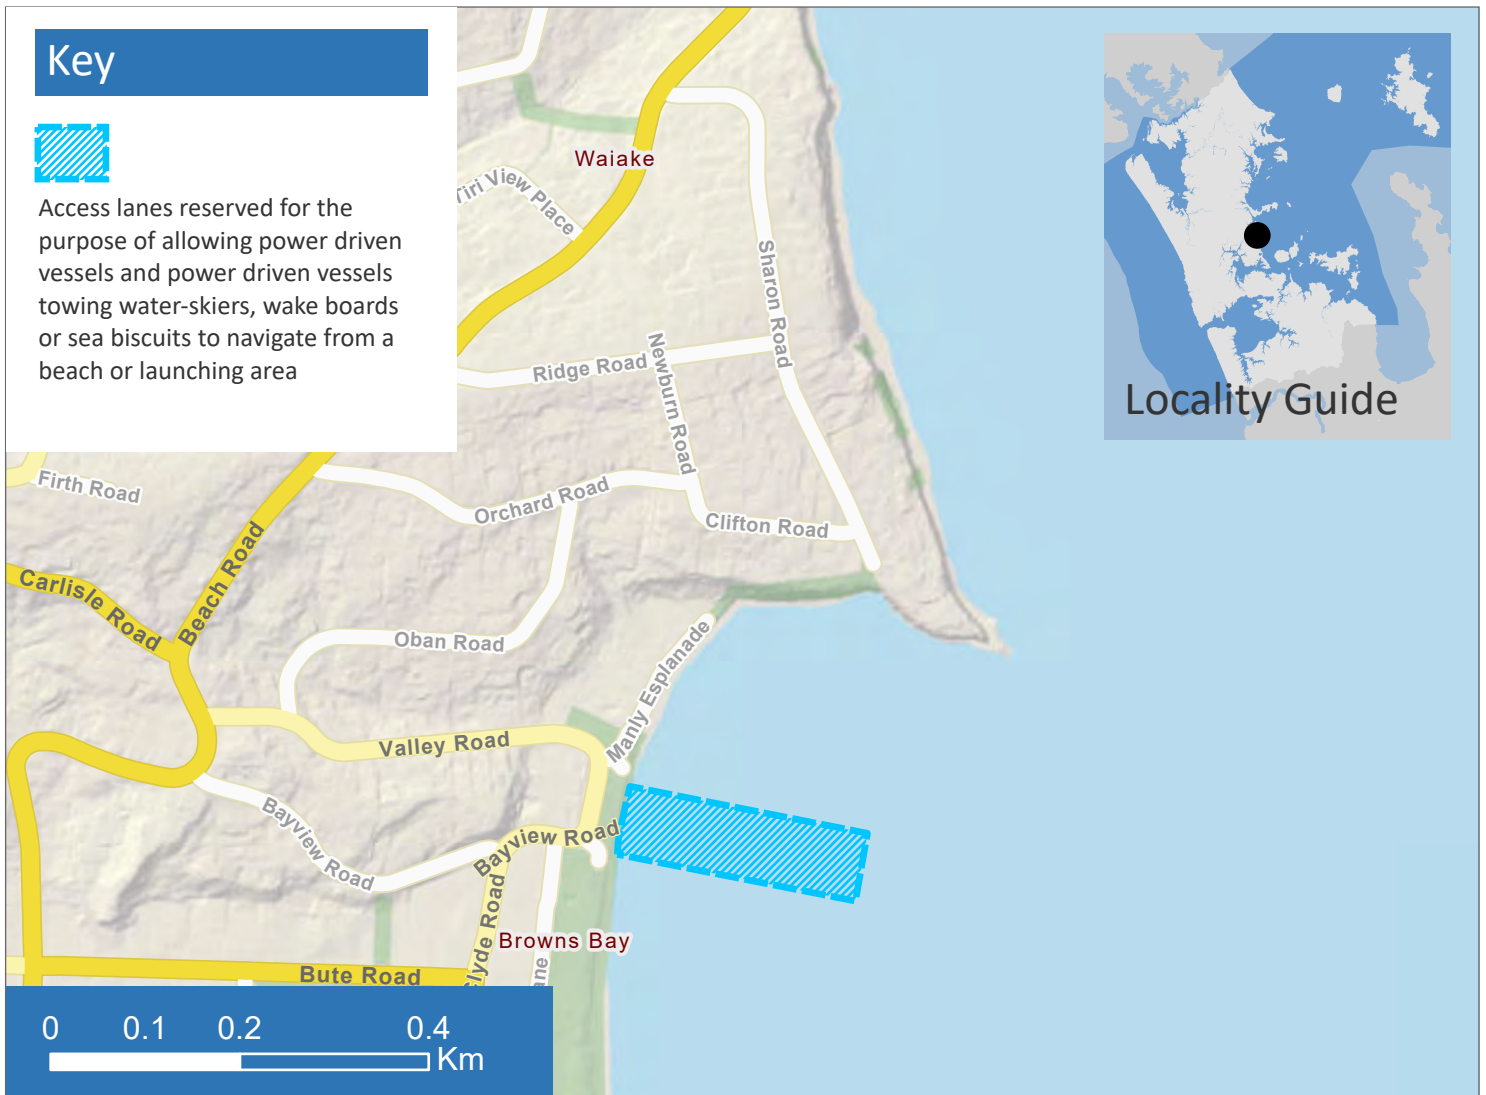 Key
Access lanes reserved for the
purpose of allowing power driven
vessels and power driven vessels
towing water-skiers, wake boards
or sea biscuits to navigate from a
beach or launching area
Locality Guide
Waiake
Tiri View Place
Sharon Road
Ridge Road
Newburn Road
Firth Road
Orchard Road
Clifton Road
Beach Road
Carlisle Road
Oban Road
Manly Esplanade
Valley Road
Bayview Road
Bayview Road
Clyde Road
Browns Bay
ane
Bute Road
0 0.1 0.2 0.4
Km